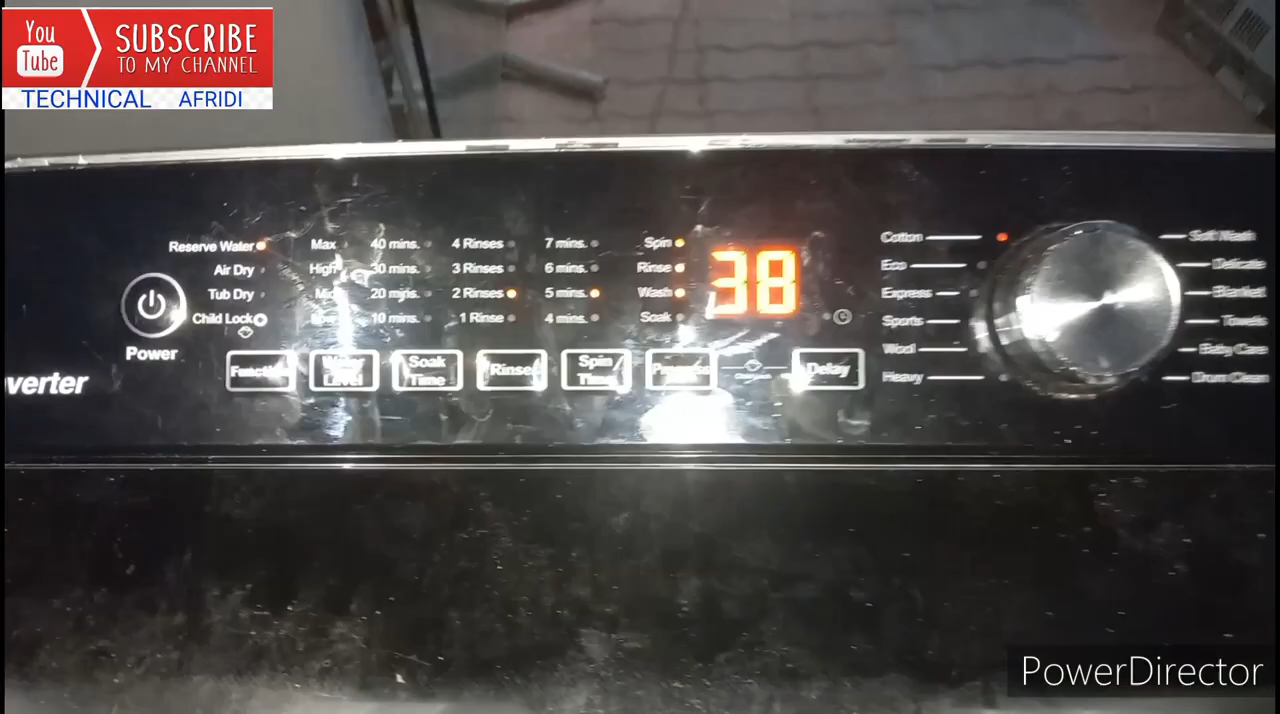 You
Tube
SUBSCRIBE
TO MY CHANNEL
TECHNICAL AFRIDI
Reserve Water
Air Dry
Tub Dry
Child Lock
Power
verter
Max
High
Mid
Low
40 mins.
30 mins.
20 mins.
10 mins.
4 Rinses
3 Rinses
2 Rinses
1 Rinse
7 mins.
6 mins.
5 mins.
4 mins.
Spin
Rinse
Wash
Soak
38
Function
Water
Level
Soak
Time
Rinse
Spin
Time
Process
Delay
Cotton
Eco
Express
Sports
Wool
Heavy
Soft Wash
Delicate
Blanket
Towels
Baby Care
Drum Clean
PowerDirector